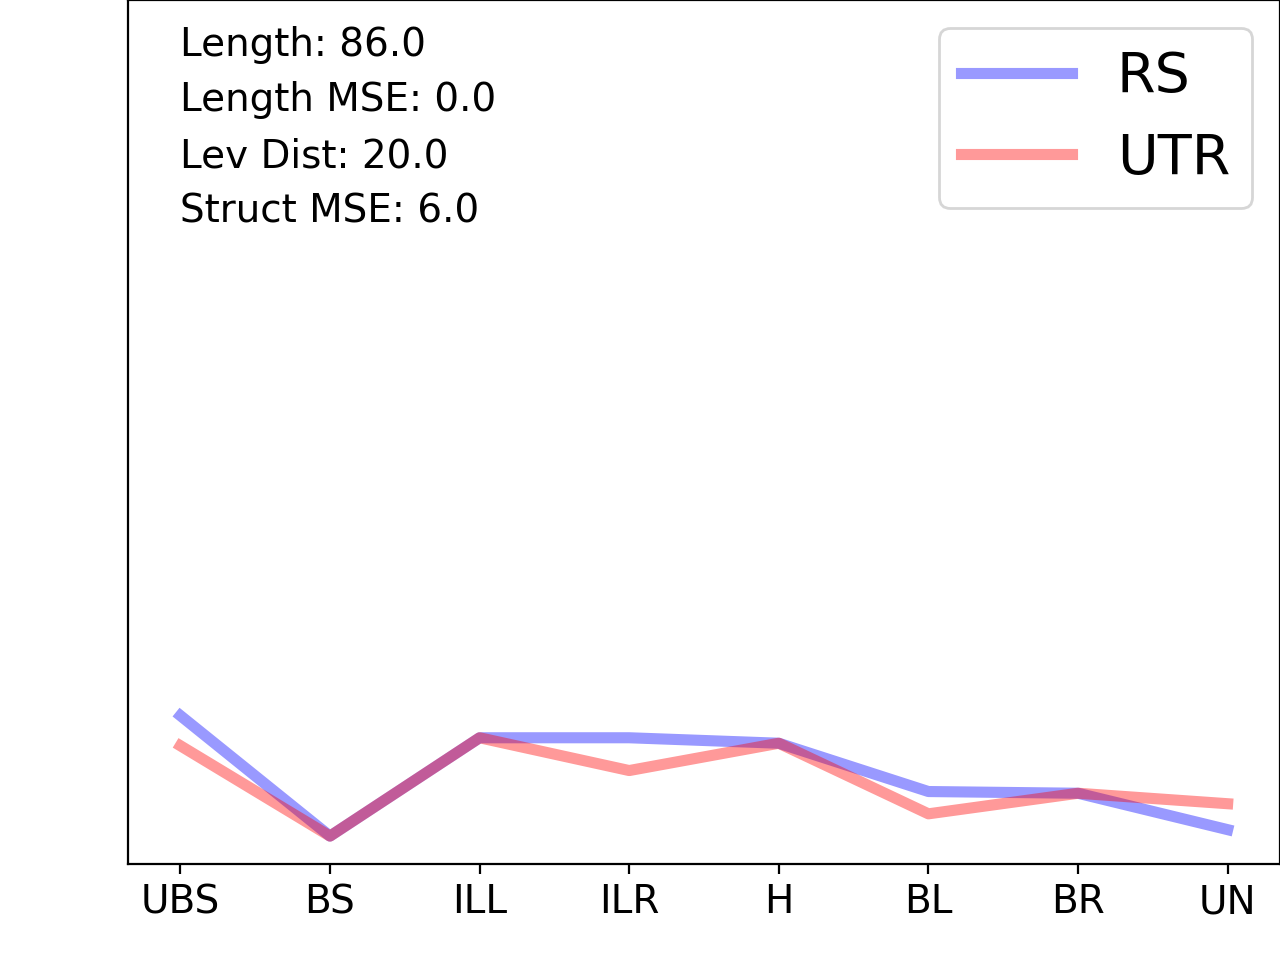 Length: 86.0
Length MSE: 0.0
Lev Dist: 20.0
Struct MSE: 6.0
RS
UTR
UBS BS ILL ILR H BL BR UN